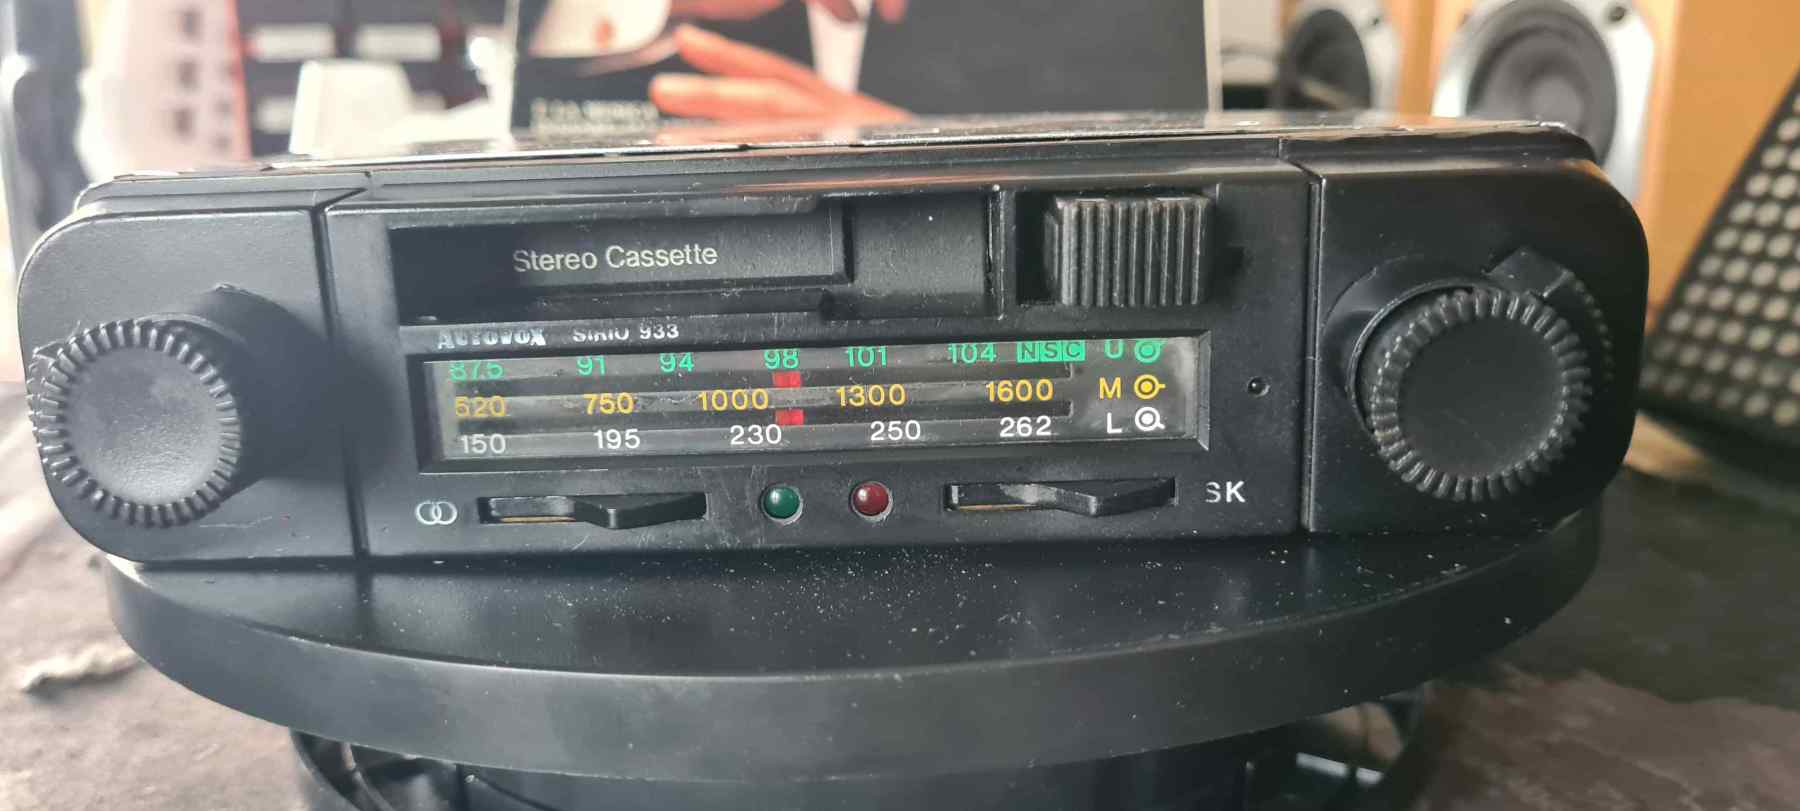 Stereo Cassette
AUTOVOX SIRIO 933
87.5 91 94 98 101 104 NSC U
520 750 1000 1300 1600 M
150 195 230 250 262 L
SK